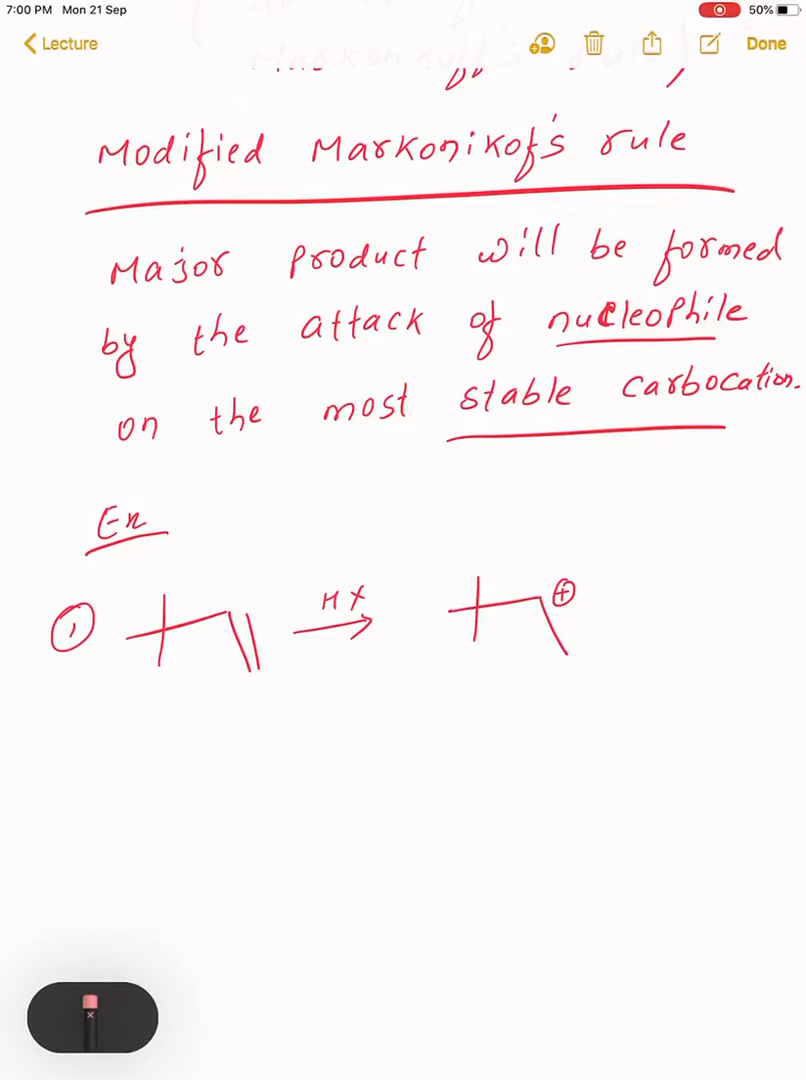 7:00 PM Mon 21 Sep
50%
Lecture
Done
Modified Markonikof's rule
Major product will be formed
by the attack of nucleophile
on the most stable carbocation.
Ex
1 HX +